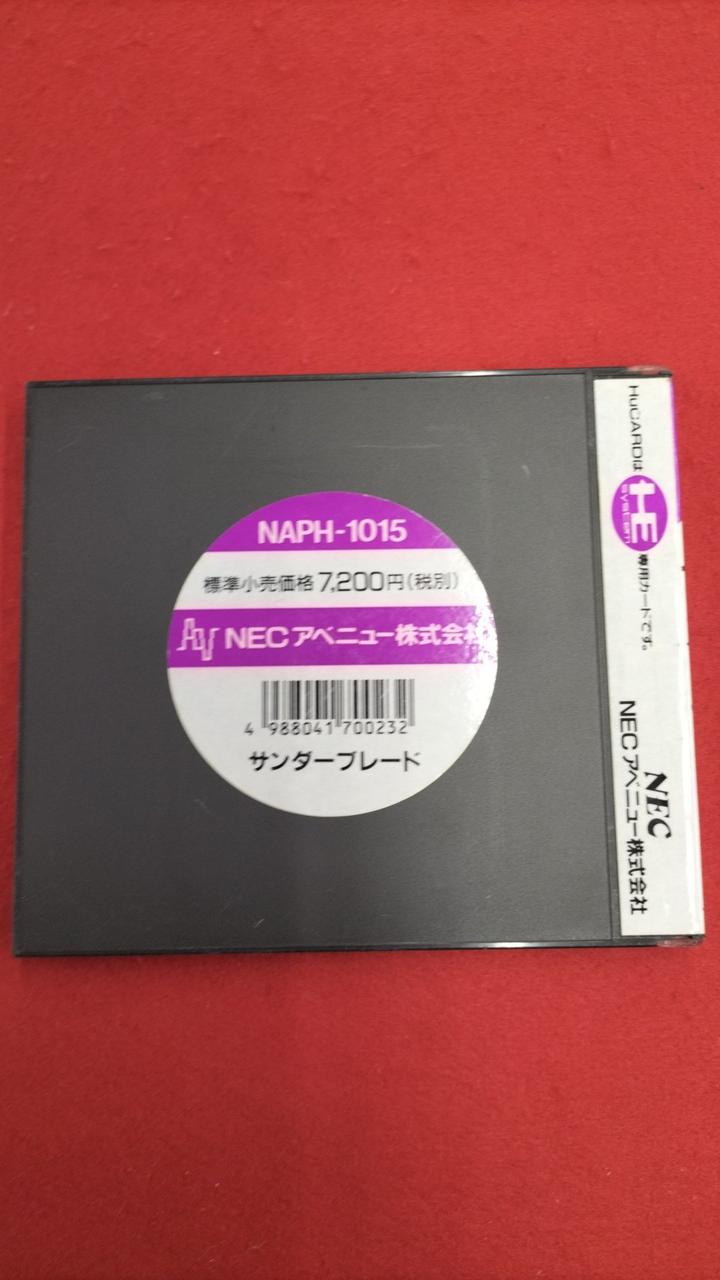 NAPH-1015
標準小売価格7,200円(税別)
NECアベニュー株式会社
4 988041 700232
サンダーブレード
HuCARDは HE SYSTEM 専用カードです。
NEC
NECアベニュー株式会社